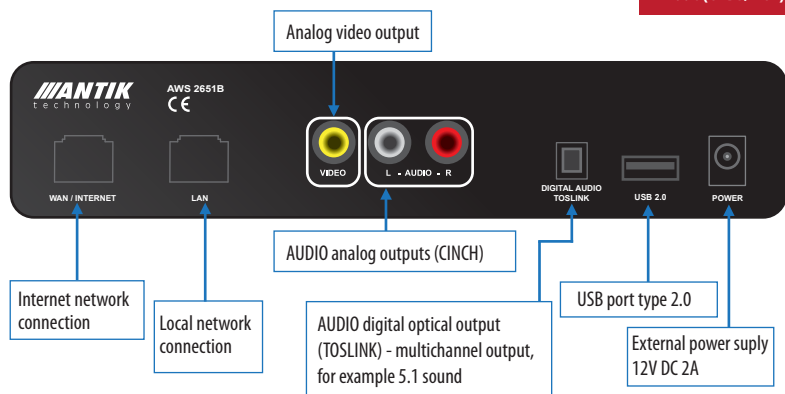 Analog video output
ANTIK
technology
AWS 2651B
CE
VIDEO
L - AUDIO - R
WAN / INTERNET
LAN
DIGITAL AUDIO
TOSLINK
USB 2.0
POWER
AUDIO analog outputs (CINCH)
Internet network
connection
Local network
connection
AUDIO digital optical output
(TOSLINK) - multichannel output,
for example 5.1 sound
USB port type 2.0
External power suply
12V DC 2A